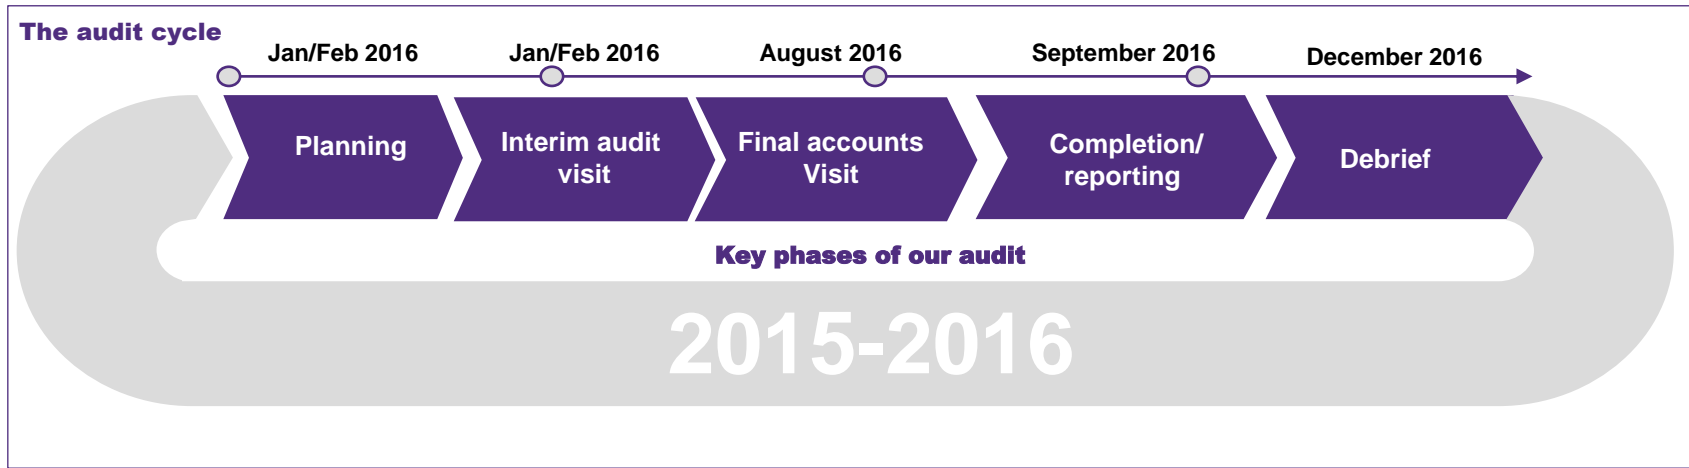 The audit cycle
Jan/Feb 2016
Jan/Feb 2016
August 2016
September 2016
December 2016
Planning
Interim audit
visit
Final accounts
Visit
Completion/
reporting
Debrief
Key phases of our audit
2015-2016